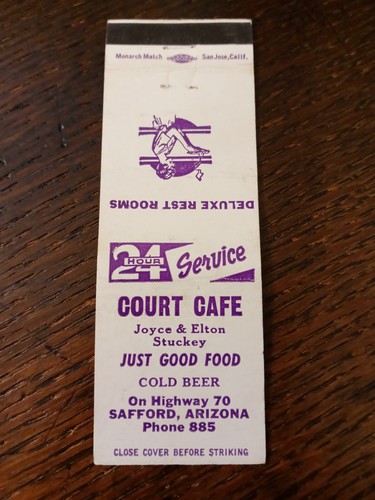 Monarch Match San Jose, Calif.
DELUXE REST ROOMS
24 HOUR Service
COURT CAFE
Joyce & Elton
Stuckey
JUST GOOD FOOD
COLD BEER
On Highway 70
SAFFORD, ARIZONA
Phone 885
CLOSE COVER BEFORE STRIKING